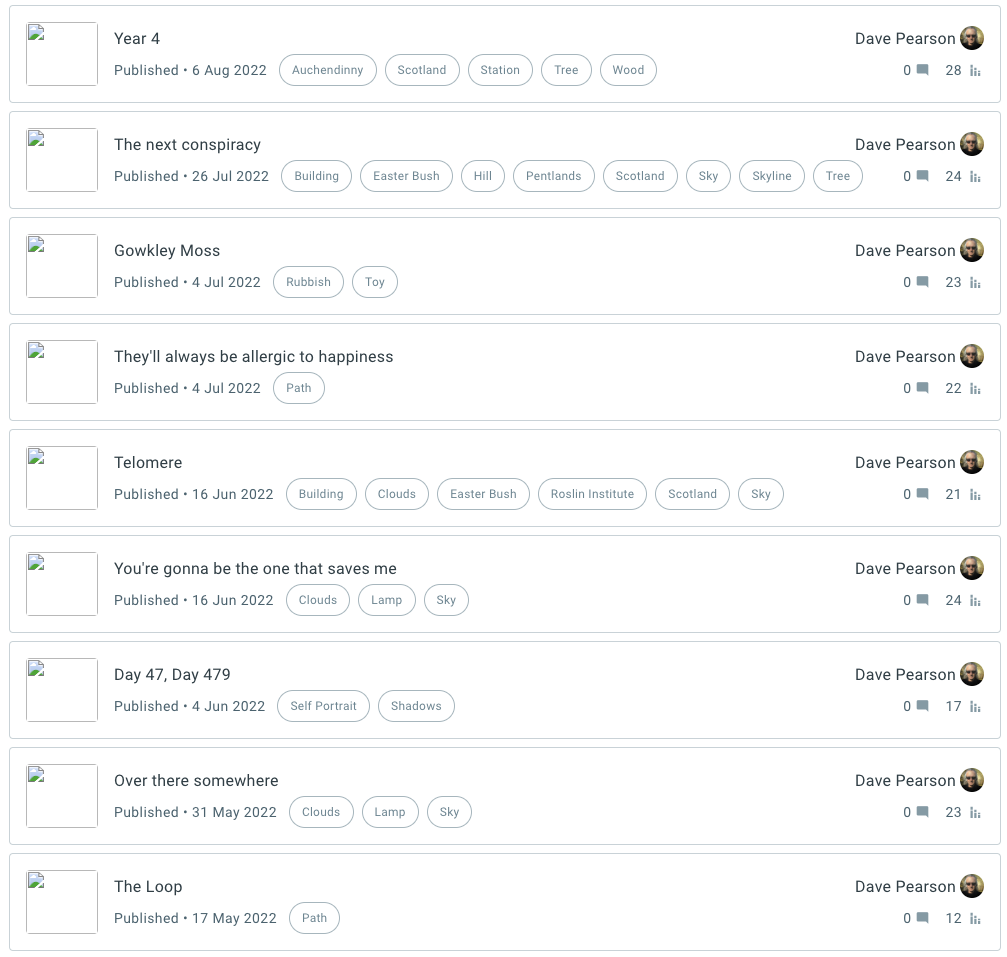 Year 4 Dave Pearson
Published • 6 Aug 2022 Auchendinny Scotland Station Tree Wood 0 28
The next conspiracy Dave Pearson
Published • 26 Jul 2022 Building Easter Bush Hill Pentlands Scotland Sky Skyline Tree 0 24
Gowkley Moss Dave Pearson
Published • 4 Jul 2022 Rubbish Toy 0 23
They'll always be allergic to happiness Dave Pearson
Published • 4 Jul 2022 Path 0 22
Telomere Dave Pearson
Published • 16 Jun 2022 Building Clouds Easter Bush Roslin Institute Scotland Sky 0 21
You're gonna be the one that saves me Dave Pearson
Published • 16 Jun 2022 Clouds Lamp Sky 0 24
Day 47, Day 479 Dave Pearson
Published • 4 Jun 2022 Self Portrait Shadows 0 17
Over there somewhere Dave Pearson
Published • 31 May 2022 Clouds Lamp Sky 0 23
The Loop Dave Pearson
Published • 17 May 2022 Path 0 12